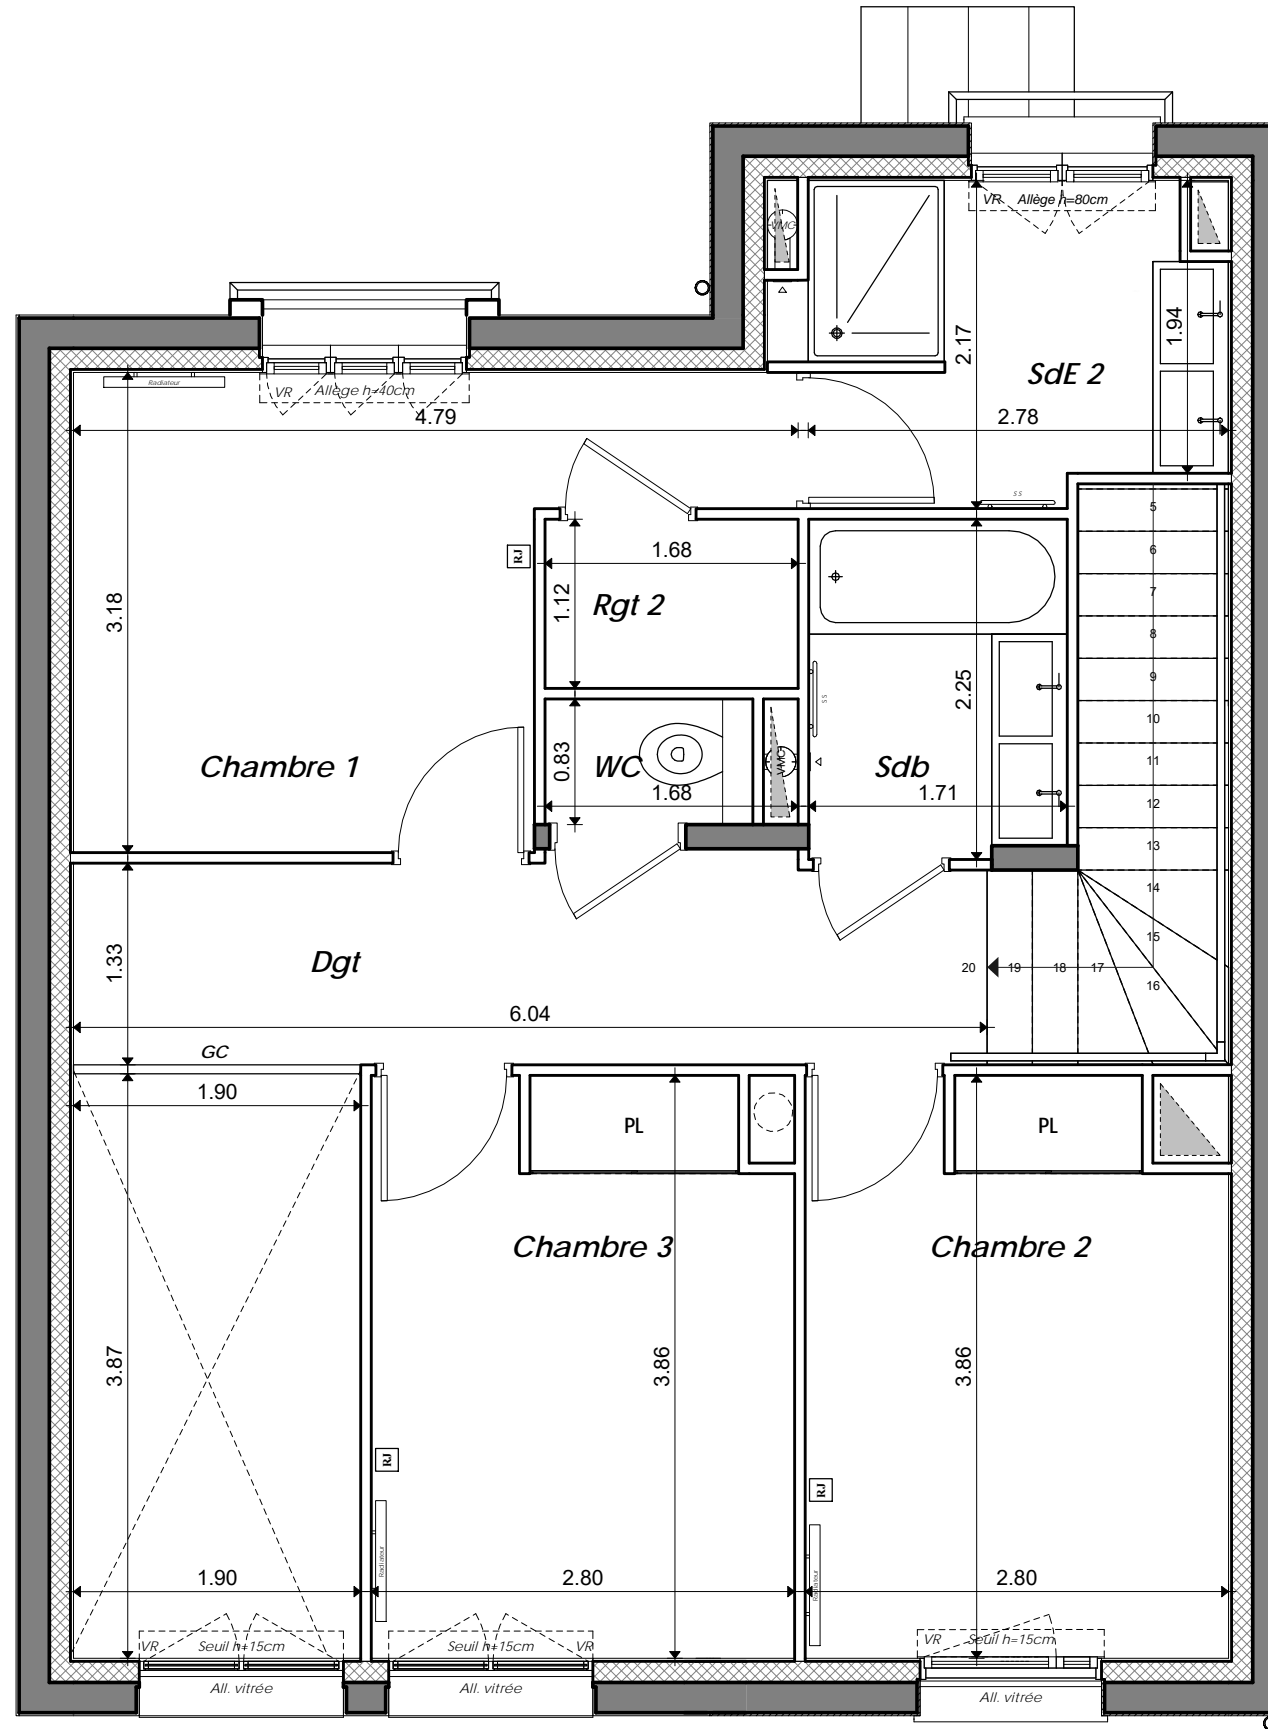 VR Allège h=80cm
VMC
2.17
1.94
SdE 2
Radiateur
VR Allège h=40cm
4.79
2.78
SS
5
6
7
8
9
10
11
12
13
14
15
16
17
18
19
20
RJ
1.68
3.18
1.12
Rgt 2
2.25
SS
Chambre 1
0.83
WC
VMC
Sdb
1.68
1.71
1.33
Dgt
6.04
GC
1.90
PL
PL
Chambre 3
Chambre 2
3.87
3.86
3.86
RJ
RJ
Radiateur
Radiateur
1.90
2.80
2.80
VR Seuil h=15cm
Seuil h=15cm VR
VR Seuil h=15cm
All. vitrée
All. vitrée
All. vitrée